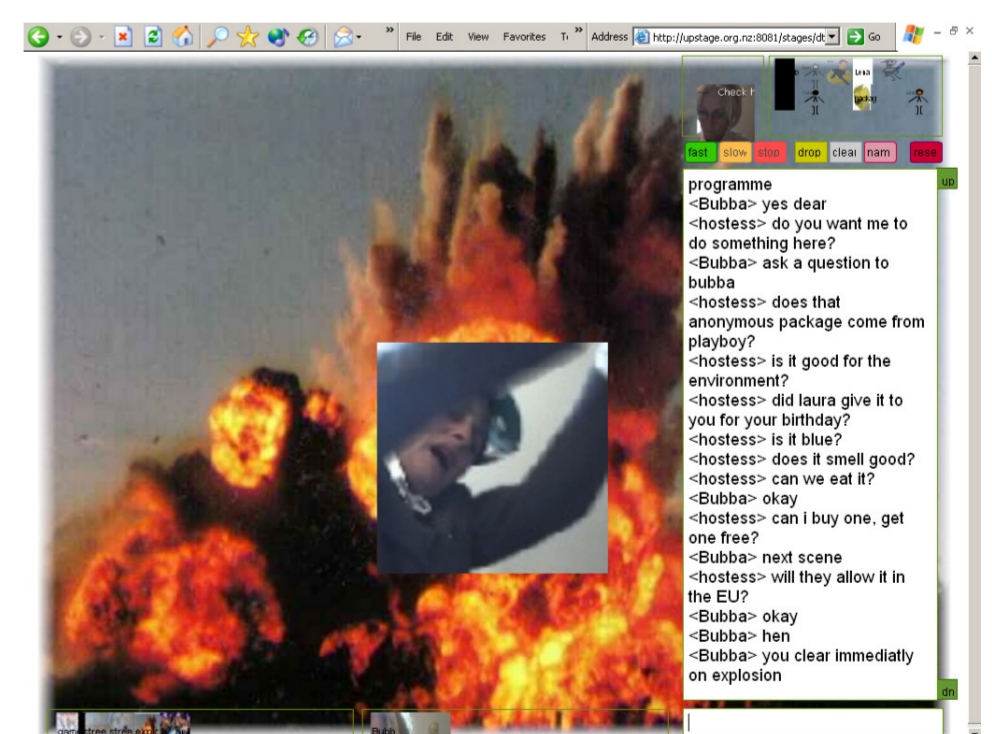 File Edit View Favorites Address http://upstage.org.nz:8081/stages/dt Go
Check h
Lena
fast slow stop drop clear nam rese
up
programme
<Bubba> yes dear
<hostess> do you want me to
do something here?
<Bubba> ask a question to
bubba
<hostess> does that
anonymous package come from
playboy?
<hostess> is it good for the
environment?
<hostess> did laura give it to
you for your birthday?
<hostess> is it blue?
<hostess> does it smell good?
<hostess> can we eat it?
<Bubba> okay
<hostess> can i buy one, get
one free?
<Bubba> next scene
<hostess> will they allow it in
the EU?
<Bubba> okay
<Bubba> hen
<Bubba> you clear immediatly
on explosion
dn
Bubb